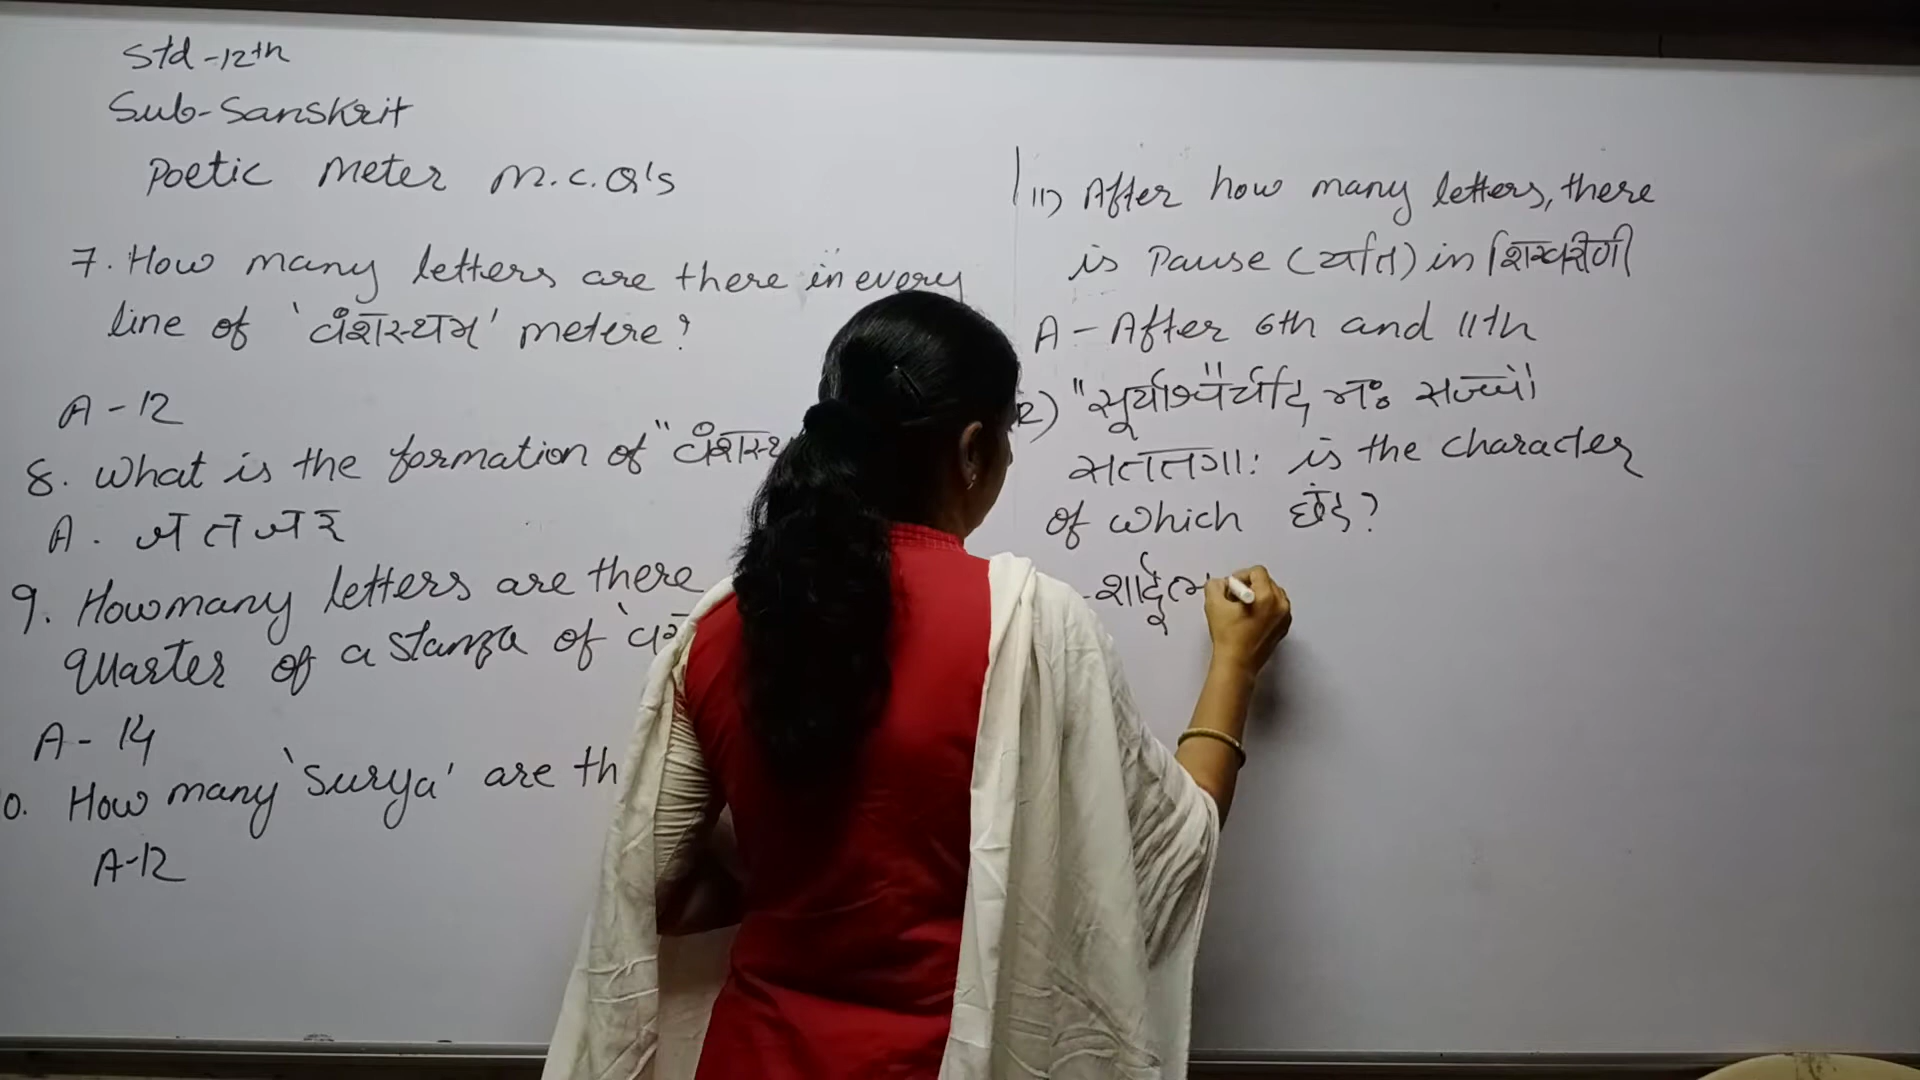 Std-12th
Sub-Sanskrit
Poetic Meter M.C.Q's
7. How many letters are there in every
line of 'वंशस्थम' metere?
A-12
8. What is the formation of "वंशस्थ
A. ज त ज र
9. How many letters are there
quarter of a stanza of '
A-14
0. How many 'Surya' are th
A-12
11) After how many letters, there
is Pause (यति) in शिखरीणी
A - After 6th and 11th
2) "सूर्याश्वै"र्यदि मः सज्जो
सततगाः is the character
of which छंद?
-शार्दूल